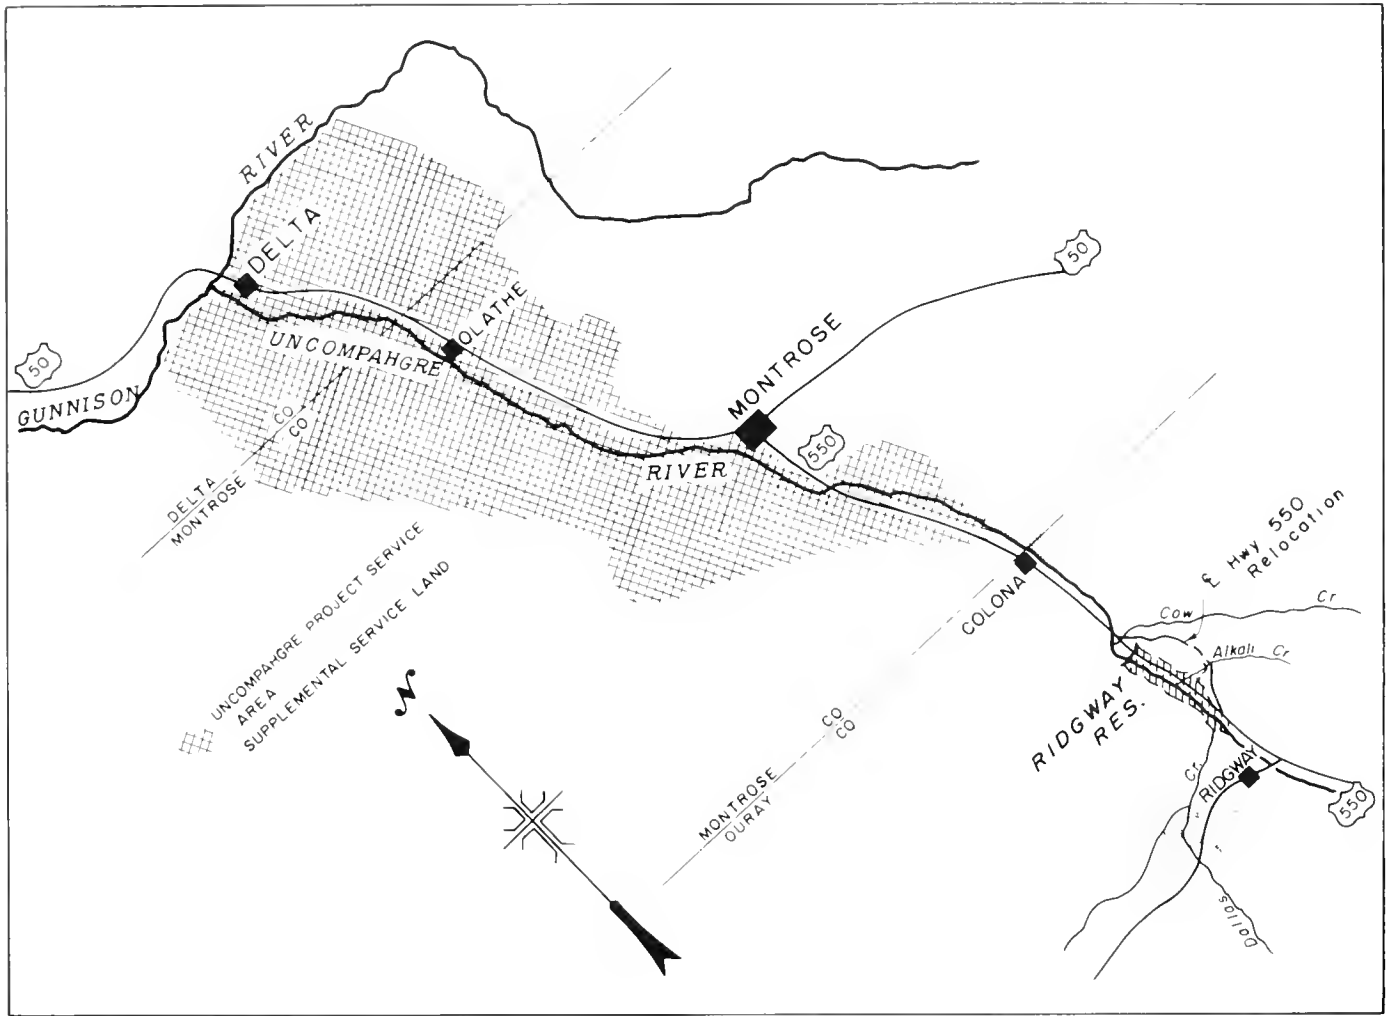 RIVER
DELTA
50
50
GUNNISON
UNCOMPAHGRE
OLATHE
MONTROSE
550
RIVER
CO
CO
DELTA
MONTROSE
UNCOMPAHGRE PROJECT SERVICE
AREA
SUPPLEMENTAL SERVICE LAND
N
COLONA
℄ Hwy 550
Relocation
Cow Cr
Alkali Cr
RIDGWAY
RES.
CO
CO
MONTROSE
OURAY
Cr.
RIDGWAY
550
Dallas